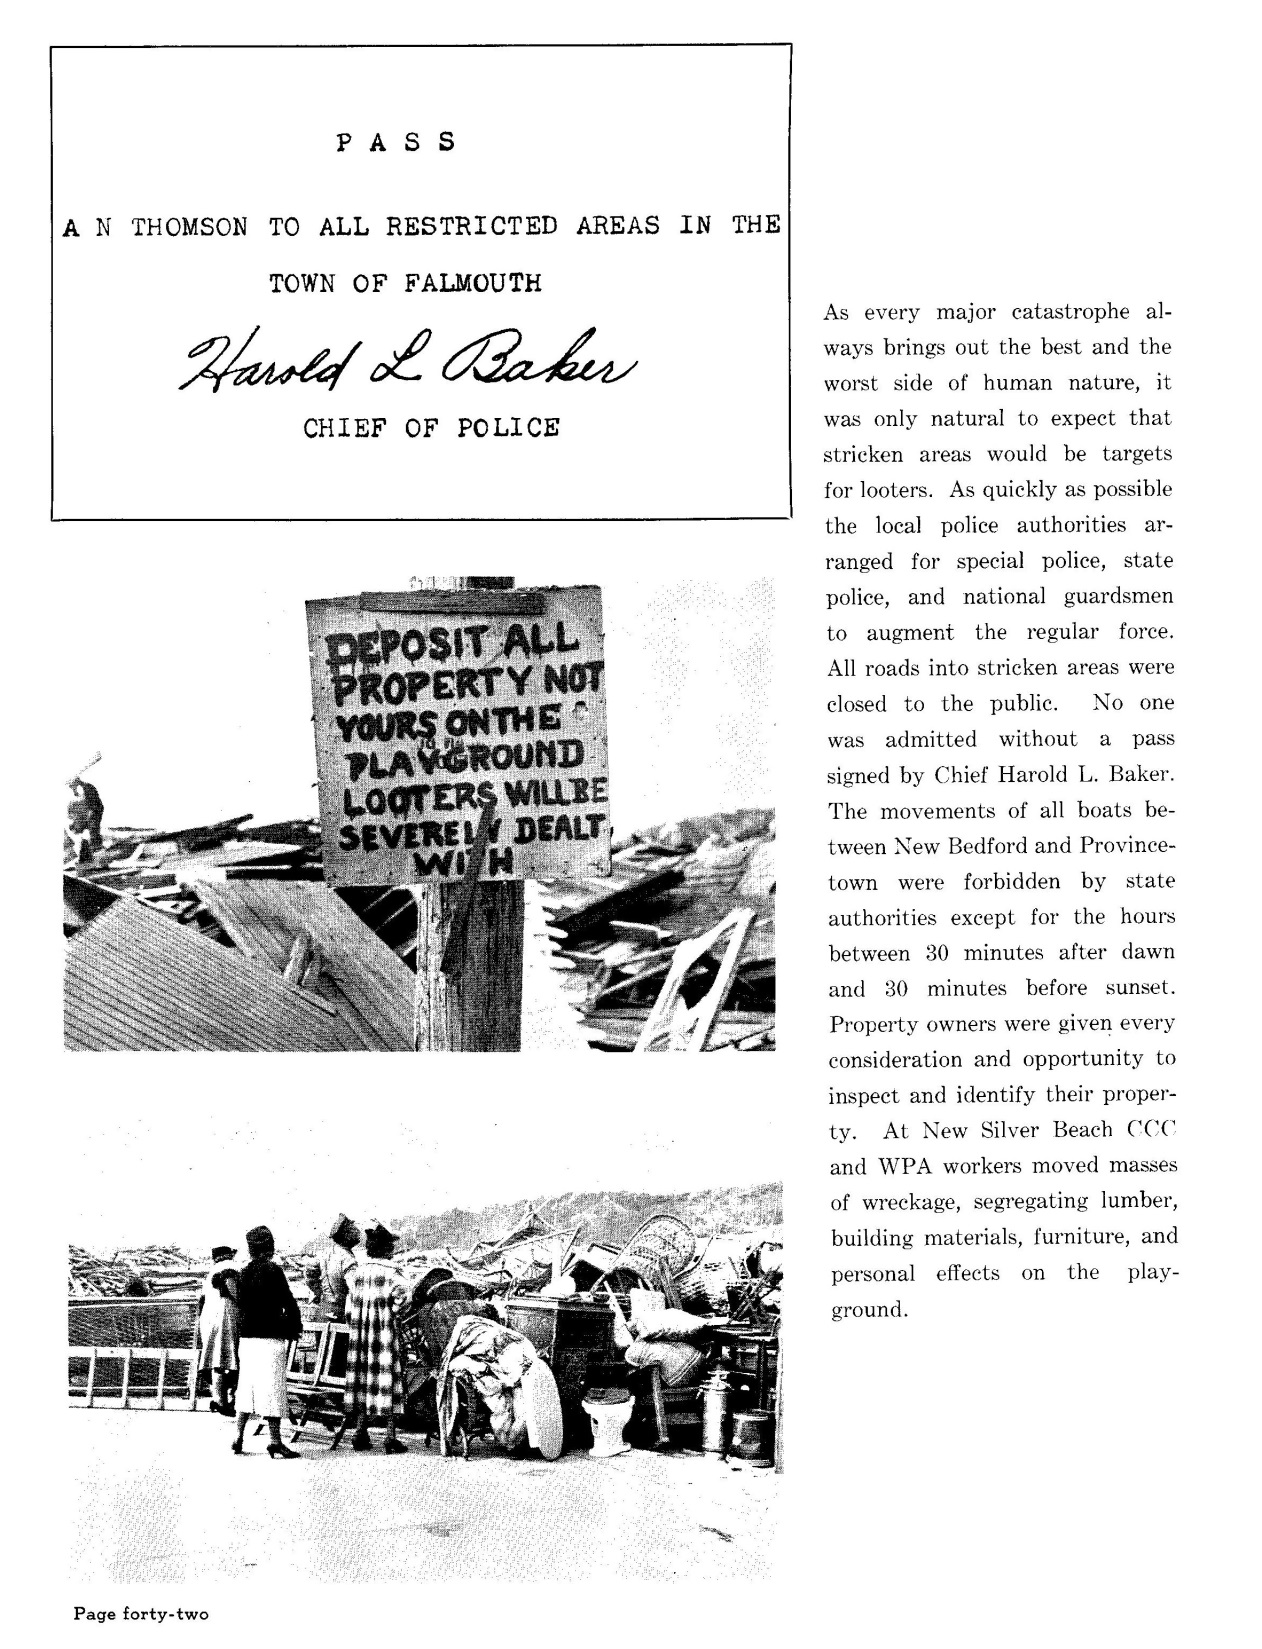 P A S S
A N THOMSON TO ALL RESTRICTED AREAS IN THE
TOWN OF FALMOUTH
Harold L Baker
CHIEF OF POLICE
DEPOSIT ALL
PROPERTY NOT
YOURS ON THE
PLAYGROUND
LOOTERS WILL BE
SEVERELY DEALT
WITH
As every major catastrophe al-
ways brings out the best and the
worst side of human nature, it
was only natural to expect that
stricken areas would be targets
for looters. As quickly as possible
the local police authorities ar-
ranged for special police, state
police, and national guardsmen
to augment the regular force.
All roads into stricken areas were
closed to the public. No one
was admitted without a pass
signed by Chief Harold L. Baker.
The movements of all boats be-
tween New Bedford and Province-
town were forbidden by state
authorities except for the hours
between 30 minutes after dawn
and 30 minutes before sunset.
Property owners were given every
consideration and opportunity to
inspect and identify their proper-
ty. At New Silver Beach CCC
and WPA workers moved masses
of wreckage, segregating lumber,
building materials, furniture, and
personal effects on the play-
ground.
Page forty-two